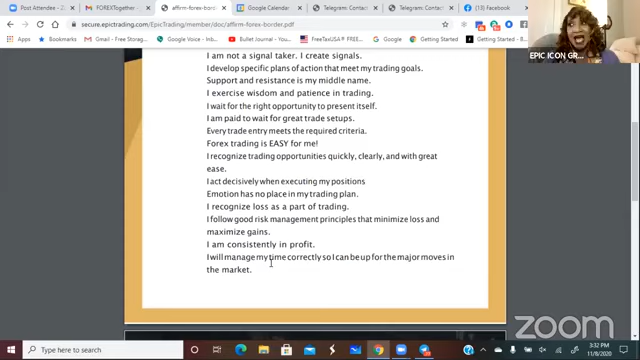 Post Attendee - Zoom
FOREXTogether -
affirm-forex-border.pdf
Google Calendar
Telegram: Contact
Telegram: Contact
(13) Facebook
secure.epictrading.com/EpicTrading/member/doc/affirm-forex-border.pdf
Gmail - Free Storag...
Google Voice - Inbox
FreeTaxUSA® FREE...
Most Visited
Getting Started
Getting Started
Other bookmarks
I am not a signal taker. I create signals.
I develop specific plans of action that meet my trading goals.
Support and resistance is my middle name.
I exercise wisdom and patience in trading.
I wait for the right opportunity to present itself.
I am paid to wait for great trade setups.
Every trade entry meets the required criteria.
Forex trading is EASY for me!
I recognize trading opportunities quickly, clearly, and with great
ease.
I act decisively when executing my positions
Emotion has no place in my trading plan.
I recognize loss as a part of trading.
I follow good risk management principles that minimize loss and
maximize gains.
I am consistently in profit.
I will manage my time correctly so I can be up for the major moves in
the market.
EPIC ICON GR...
zoom
Type here to search
3:32 PM
11/8/2020